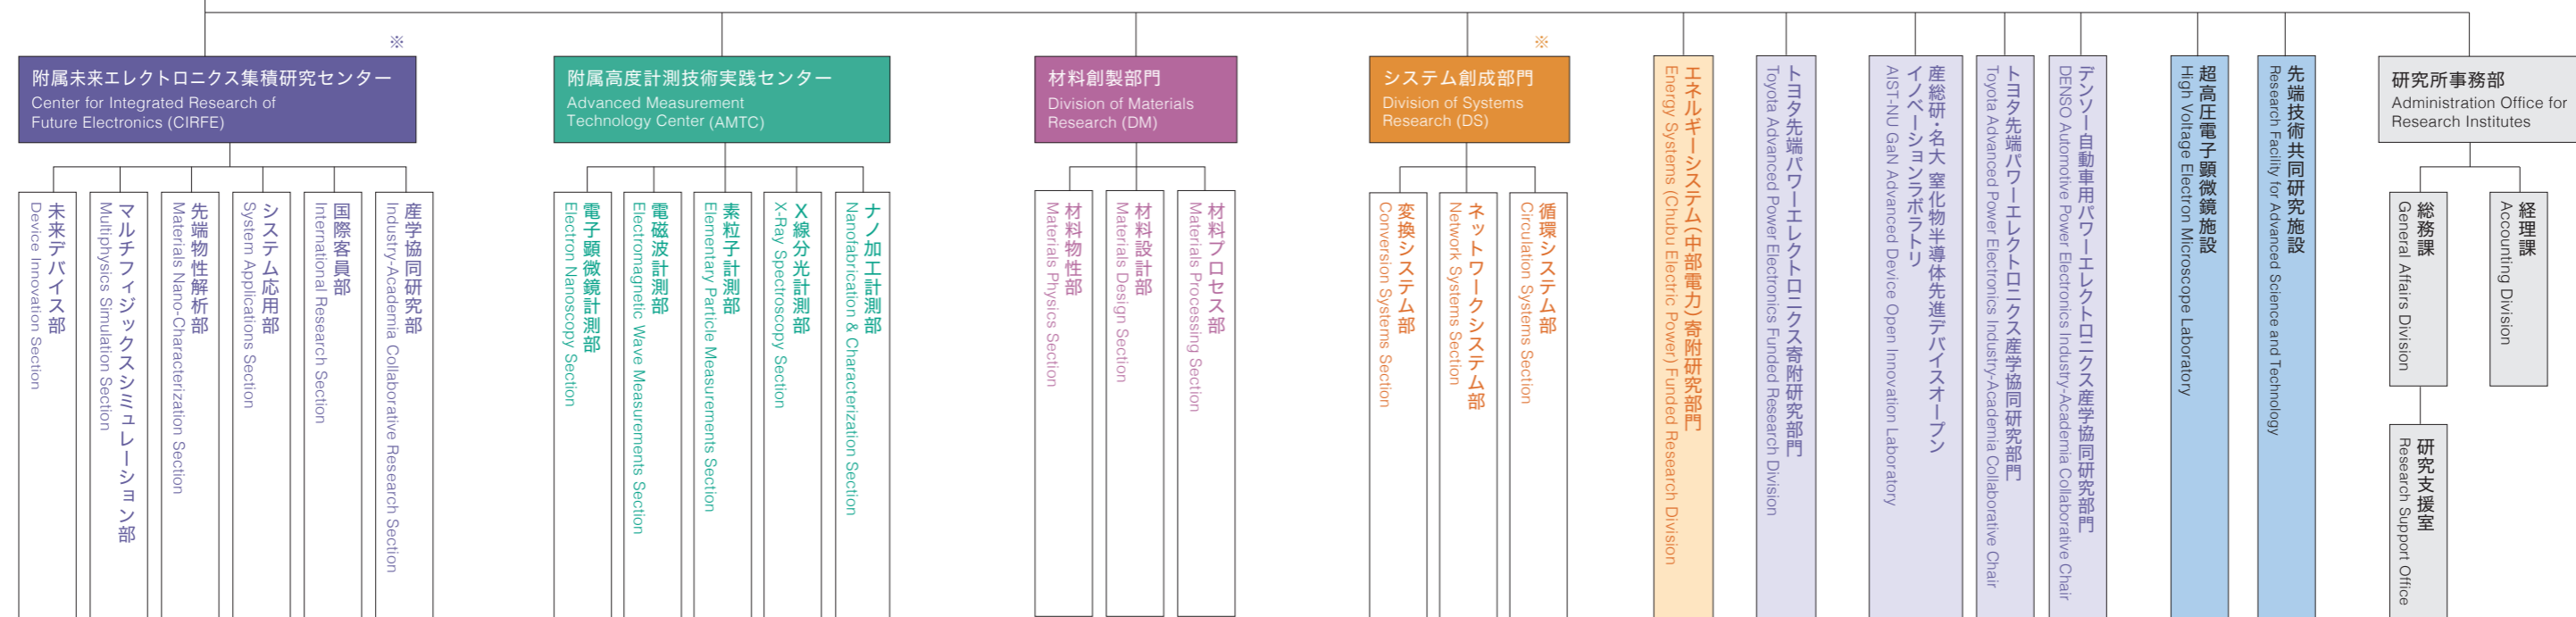 ※
附属未来エレクトロニクス集積研究センター
Center for Integrated Research of
Future Electronics (CIRFE)
未来デバイス部
Device Innovation Section
マルチフィジックスシミュレーション部
Multiphysics Simulation Section
先端物性解析部
Materials Nano-Characterization Section
システム応用部
System Applications Section
国際客員部
International Research Section
産学協同研究部
Industry-Academia Collaborative Research Section
附属高度計測技術実践センター
Advanced Measurement
Technology Center (AMTC)
電子顕微鏡計測部
Electron Nanoscopy Section
電磁波計測部
Electromagnetic Wave Measurements Section
素粒子計測部
Elementary Particle Measurements Section
X線分光計測部
X-Ray Spectroscopy Section
ナノ加工計測部
Nanofabrication & Characterization Section
材料創製部門
Division of Materials
Research (DM)
材料物性部
Materials Physics Section
材料設計部
Materials Design Section
材料プロセス部
Materials Processing Section
※
システム創成部門
Division of Systems
Research (DS)
変換システム部
Conversion Systems Section
ネットワークシステム部
Network Systems Section
循環システム部
Circulation Systems Section
エネルギーシステム(中部電力)寄附研究部門
Energy Systems (Chubu Electric Power) Funded Research Division
トヨタ先端パワーエレクトロニクス寄附研究部門
Toyota Advanced Power Electronics Funded Research Division
産総研・名大 窒化物半導体先進デバイスオープン
イノベーションラボラトリ
AIST-NU GaN Advanced Device Open Innovation Laboratory
トヨタ先端パワーエレクトロニクス産学協同研究部門
Toyota Advanced Power Electronics Industry-Academia Collaborative Chair
デンソー自動車用パワーエレクトロニクス産学協同研究部門
DENSO Automotive Power Electronics Industry-Academia Collaborative Chair
超高圧電子顕微鏡施設
High Voltage Electron Microscope Laboratory
先端技術共同研究施設
Research Facility for Advanced Science and Technology
研究所事務部
Administration Office for
Research Institutes
総務課
General Affairs Division
研究支援室
Research Support Office
経理課
Accounting Division